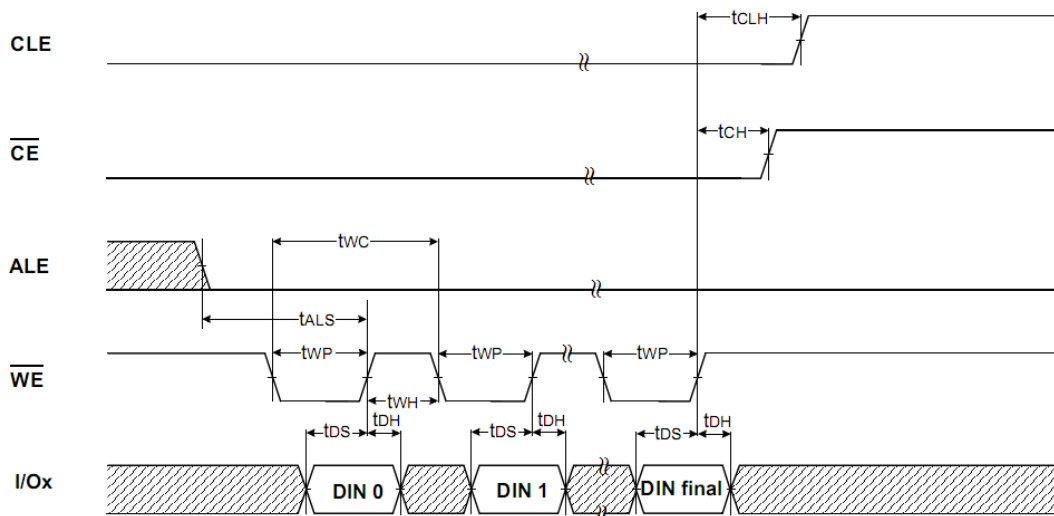 tCLH
CLE
tCH
CE
tWC
ALE
tALS
tWP tWP tWP
WE
tWH tDH tDH tDH
tDS tDS tDS
I/Ox DIN 0 DIN 1 DIN final